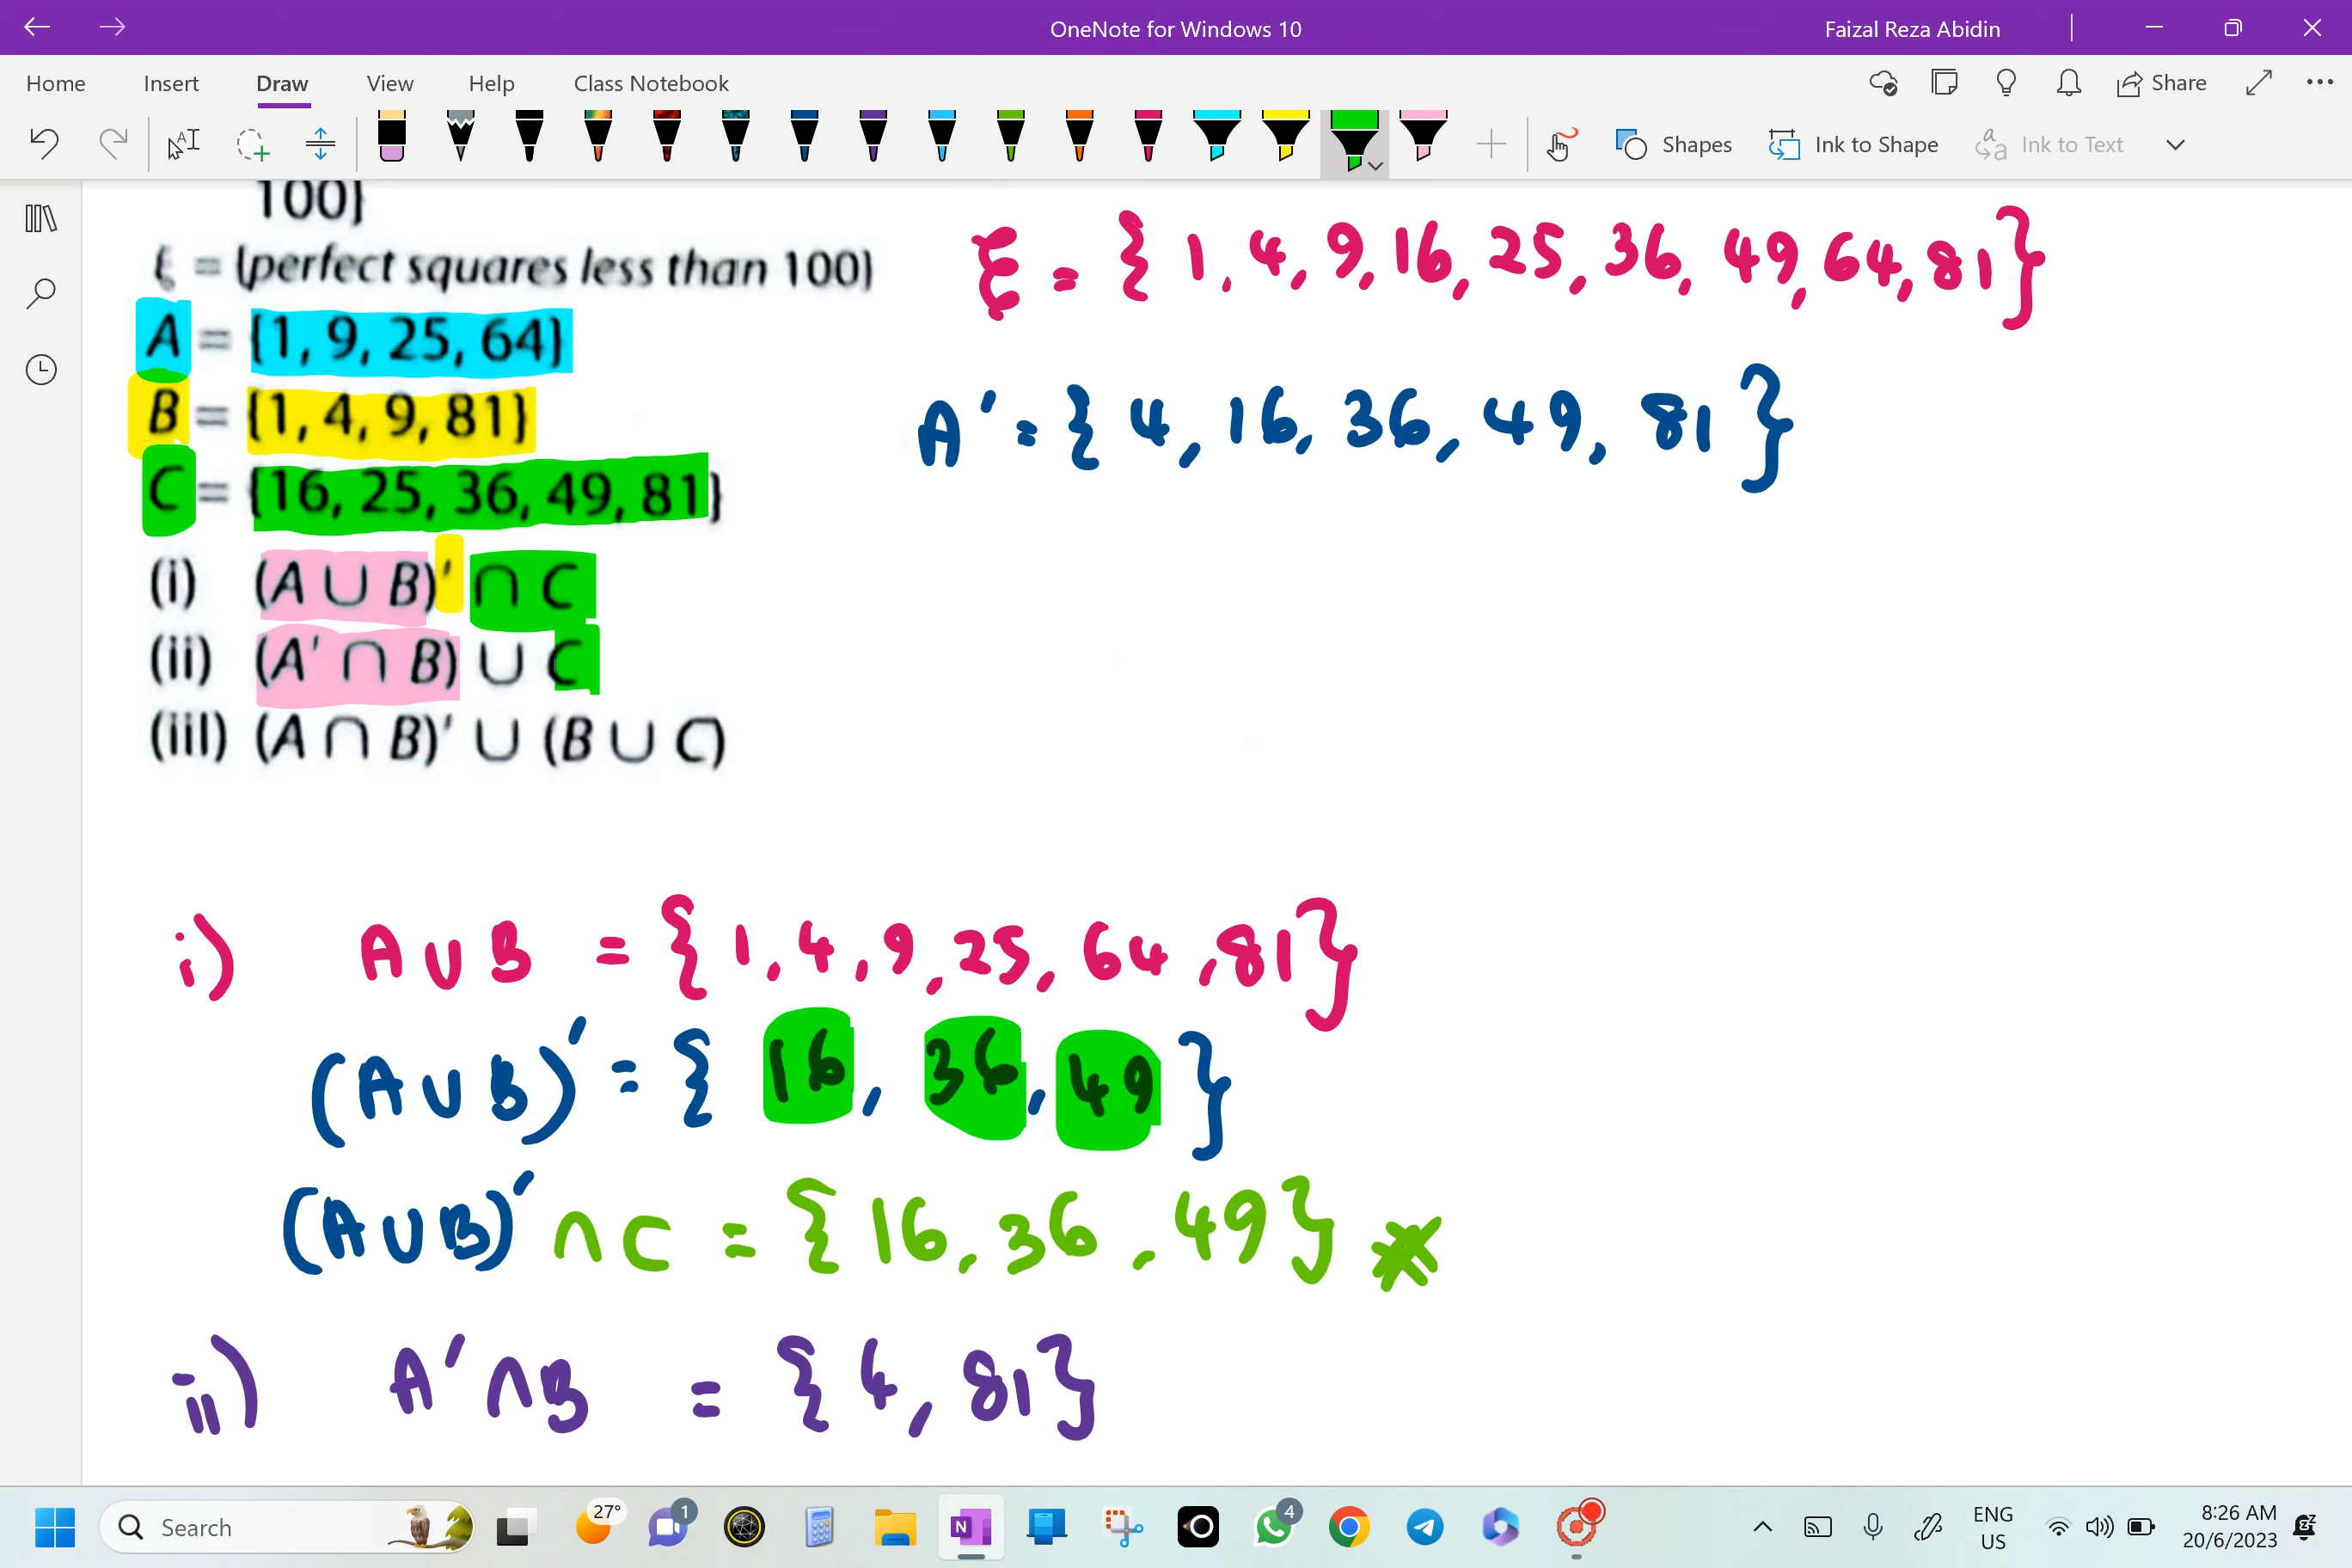 OneNote for Windows 10
Faizal Reza Abidin
Home Insert Draw View Help Class Notebook Share
Shapes Ink to Shape Ink to Text
100}
ξ = {perfect squares less than 100}
A = {1, 9, 25, 64}
B = {1, 4, 9, 81}
C = {16, 25, 36, 49, 81}
(i) (A ∪ B)' ∩ C
(ii) (A' ∩ B) ∪ C
(iii) (A ∩ B)' ∪ (B ∪ C)
ξ = { 1, 4, 9, 16, 25, 36, 49, 64, 81}
A' = { 4, 16, 36, 49, 81 }
i) A ∪ B = { 1, 4, 9, 25, 64, 81}
(A ∪ B)' = { 16, 36, 49 }
(A ∪ B)' ∩ C = { 16, 36, 49}
ii) A' ∩ B = { 4, 81}
Search
27°
1
4
ENG
US
8:26 AM
20/6/2023